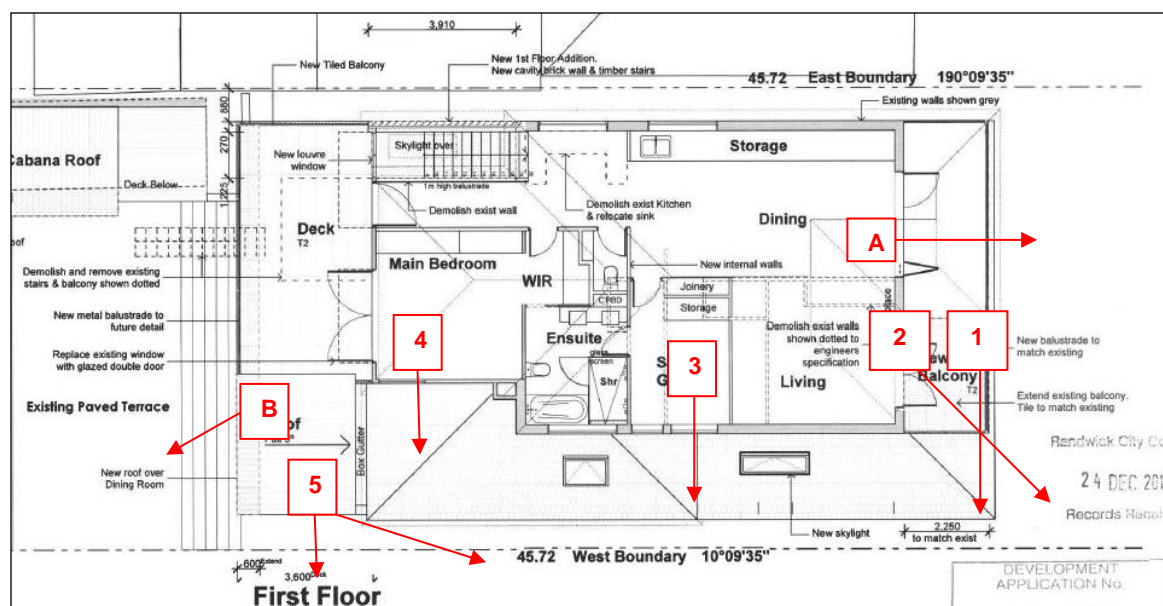 3,910
New Tiled Balcony
New 1st Floor Addition.
New cavity brick wall & timber stairs
45.72 East Boundary 190°09'35"
Existing walls shown grey
880
270
1,225
Cabana Roof
Deck Below
New louvre
window
Skylight over
1m high balustrade
Demolish exist wall
Demolish exist Kitchen
& relocate sink
Storage
Dining
A
Deck
T2
Main Bedroom
WIR
New internal walls
CPBD
Joinery
Storage
Demolish and remove existing
stairs & balcony shown dotted
New metal balustrade to
future detail
Replace existing window
with glazed double door
Existing Paved Terrace
B
4
Ensuite
glass
screen
Shr
3
Demolish exist walls
shown dotted to
engineers
specification
Living
2
1
Balcony
T2
New balustrade to
match existing
Extend existing balcony.
Tile to match existing
Box Gutter
New roof over
Dining Room
5
New skylight
2,250
to match exist
Randwick City
24 DEC
Records
600 Extend
3,600
45.72 West Boundary 10°09'35"
First Floor
DEVELOPMENT
APPLICATION No.